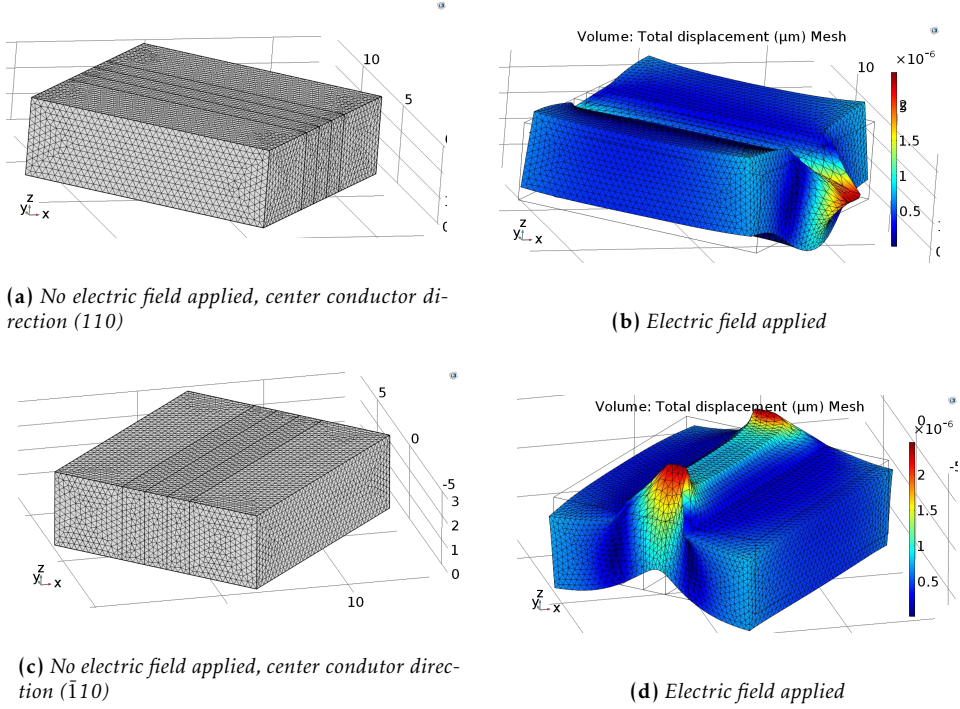 Volume: Total displacement (μm) Mesh
×10⁻⁶
10
10
5
2
1.5
1
0.5
0
z
y x
z
y x
(a) No electric field applied, center conductor di-
rection (110)
(b) Electric field applied
Volume: Total displacement (μm) Mesh
5
0
-5
3
2
1
0
10
0
×10⁻⁶
-5
2
1.5
1
0.5
z
y x
z
y x
(c) No electric field applied, center condutor direc-
tion (1̄10)
(d) Electric field applied